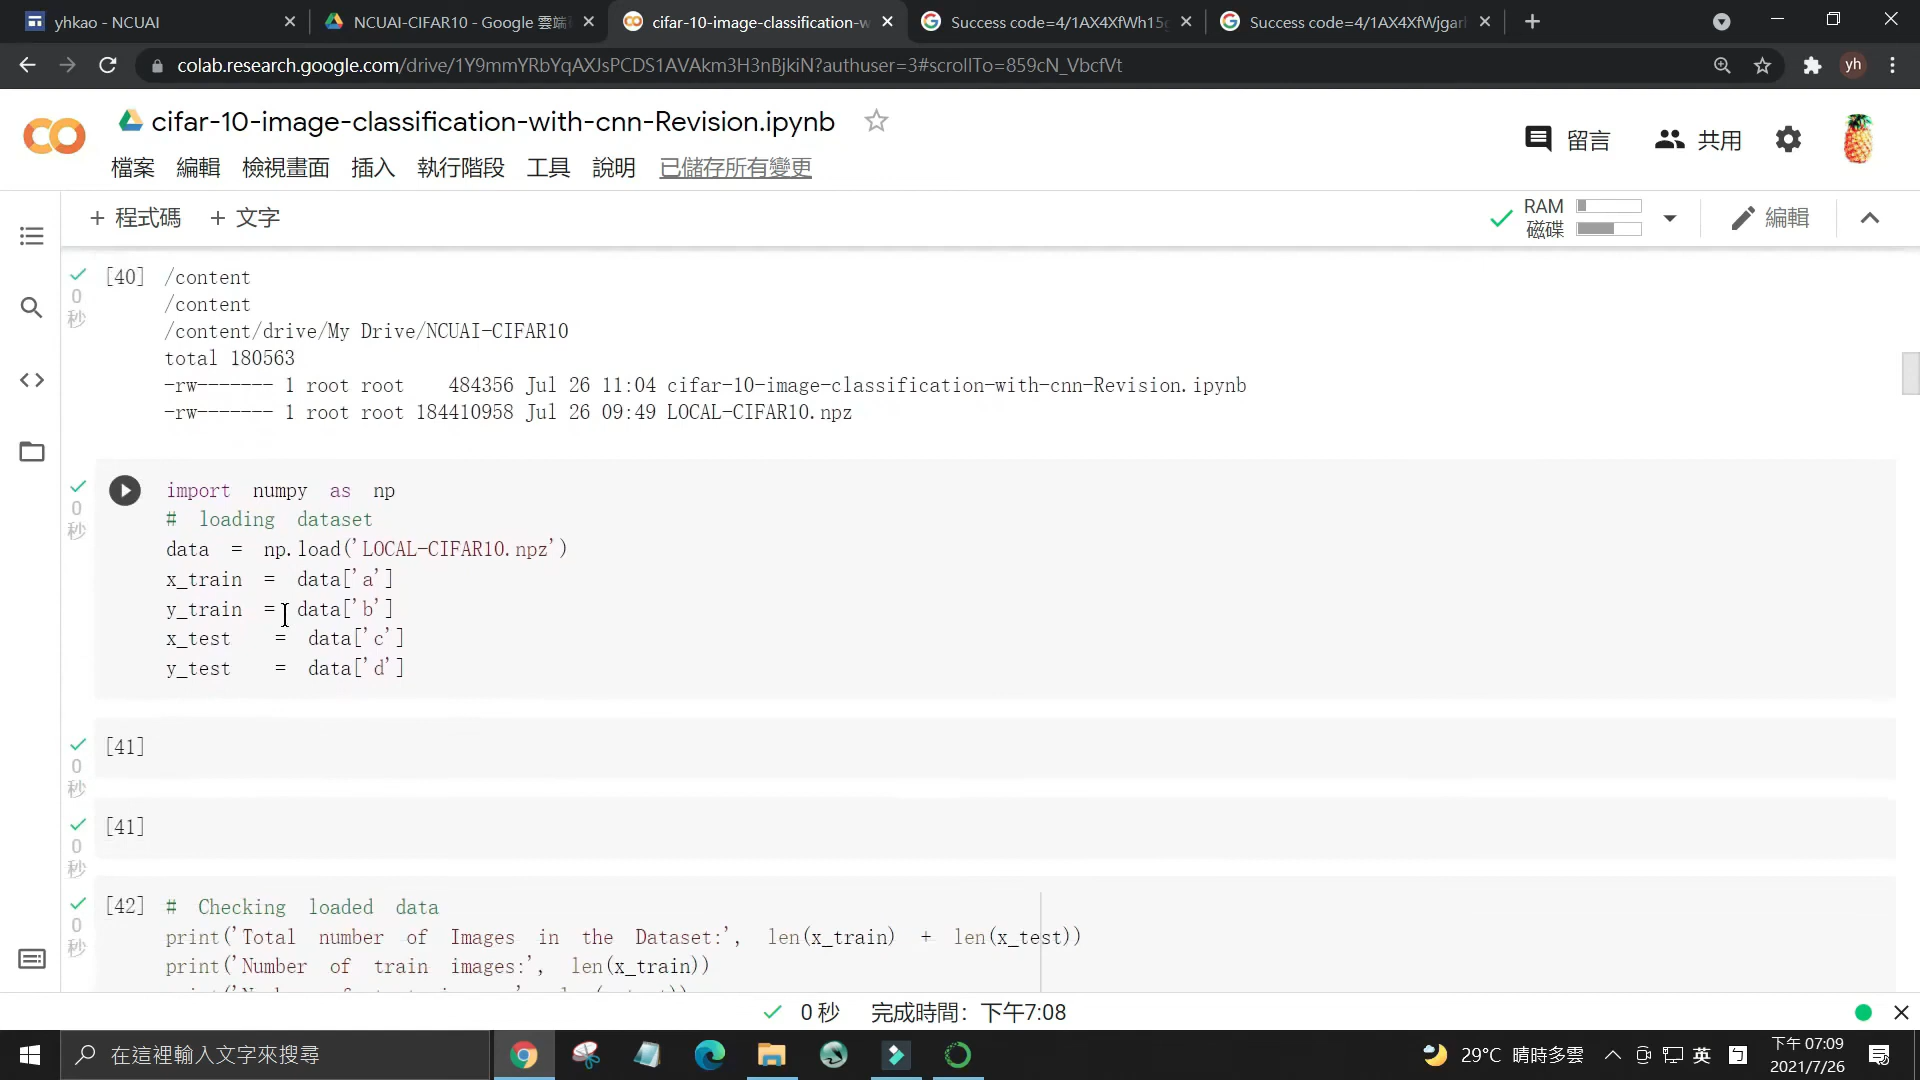 yhkao - NCUAI
NCUAI-CIFAR10 - Google 雲端
cifar-10-image-classification-w
Success code=4/1AX4XfWh15
Success code=4/1AX4XfWjgarl
colab.research.google.com/drive/1Y9mmYRbYqAXJsPCDS1AVAkm3H3nBjkiN?authuser=3#scrollTo=859cN_VbcfVt
yh
cifar-10-image-classification-with-cnn-Revision.ipynb
留言
共用
檔案 編輯 檢視畫面 插入 執行階段 工具 說明 已儲存所有變更
+ 程式碼 + 文字
RAM
磁碟
編輯
[40] /content
/content
/content/drive/My Drive/NCUAI-CIFAR10
total 180563
-rw------- 1 root root 484356 Jul 26 11:04 cifar-10-image-classification-with-cnn-Revision.ipynb
-rw------- 1 root root 184410958 Jul 26 09:49 LOCAL-CIFAR10.npz
0
秒
import numpy as np
# loading dataset
data = np.load('LOCAL-CIFAR10.npz')
x_train = data['a']
y_train = data['b']
x_test = data['c']
y_test = data['d']
0
秒
[41]
0
秒
[41]
0
秒
[42] # Checking loaded data
print('Total number of Images in the Dataset:', len(x_train) + len(x_test))
print('Number of train images:', len(x_train))
0
秒
0 秒 完成時間: 下午7:08
在這裡輸入文字來搜尋
29°C 晴時多雲
英
下午 07:09
2021/7/26